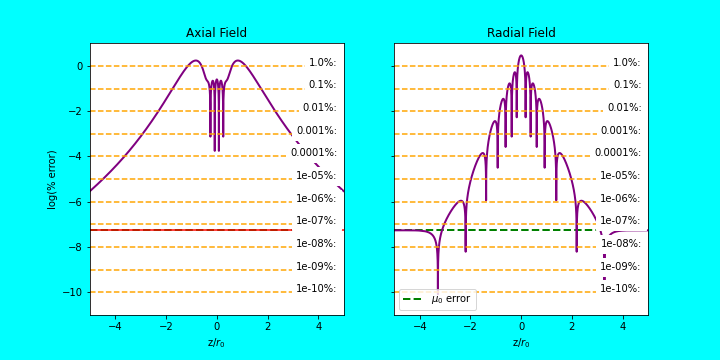 Axial Field
Radial Field
log(% error)
0
−2
−4
−6
−8
−10
1.0%:
0.1%:
0.01%:
0.001%:
0.0001%:
1e-05%:
1e-06%:
1e-07%:
1e-08%:
1e-09%:
1e-10%:
−4 −2 0 2 4
z/r₀
1.0%:
0.1%:
0.01%:
0.001%:
0.0001%:
1e-05%:
1e-06%:
1e-07%:
1e-08%:
1e-09%:
1e-10%:
μ₀ error
−4 −2 0 2 4
z/r₀